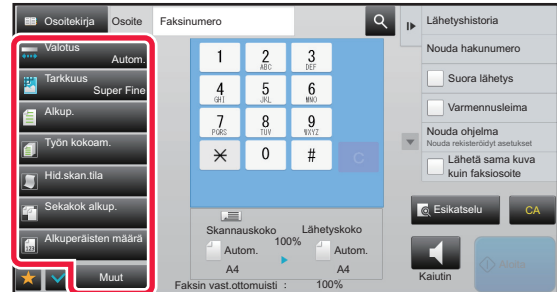 Osoitekirja
Osoite
Faksinumero
Valotus
Autom.
Tarkkuus
Super Fine
Alkup.
Työn kokoam.
Hid.skan.tila
Sekakok alkup.
Alkuperäisten määrä
Muut
1
2
ABC
3
DEF
4
GHI
5
JKL
6
MNO
7
PQRS
8
TUV
9
WXYZ
0
#
C
Skannauskoko
Autom.
A4
100%
Lähetyskoko
Autom.
A4
Faksin vast.ottomuisti : 100%
Lähetyshistoria
Nouda hakunumero
Suora lähetys
Varmennusleima
Nouda ohjelma
Nouda rekisteröidyt asetukset
Lähetä sama kuva
kuin faksiosoite
Esikatselu
CA
Kaiutin
Aloita